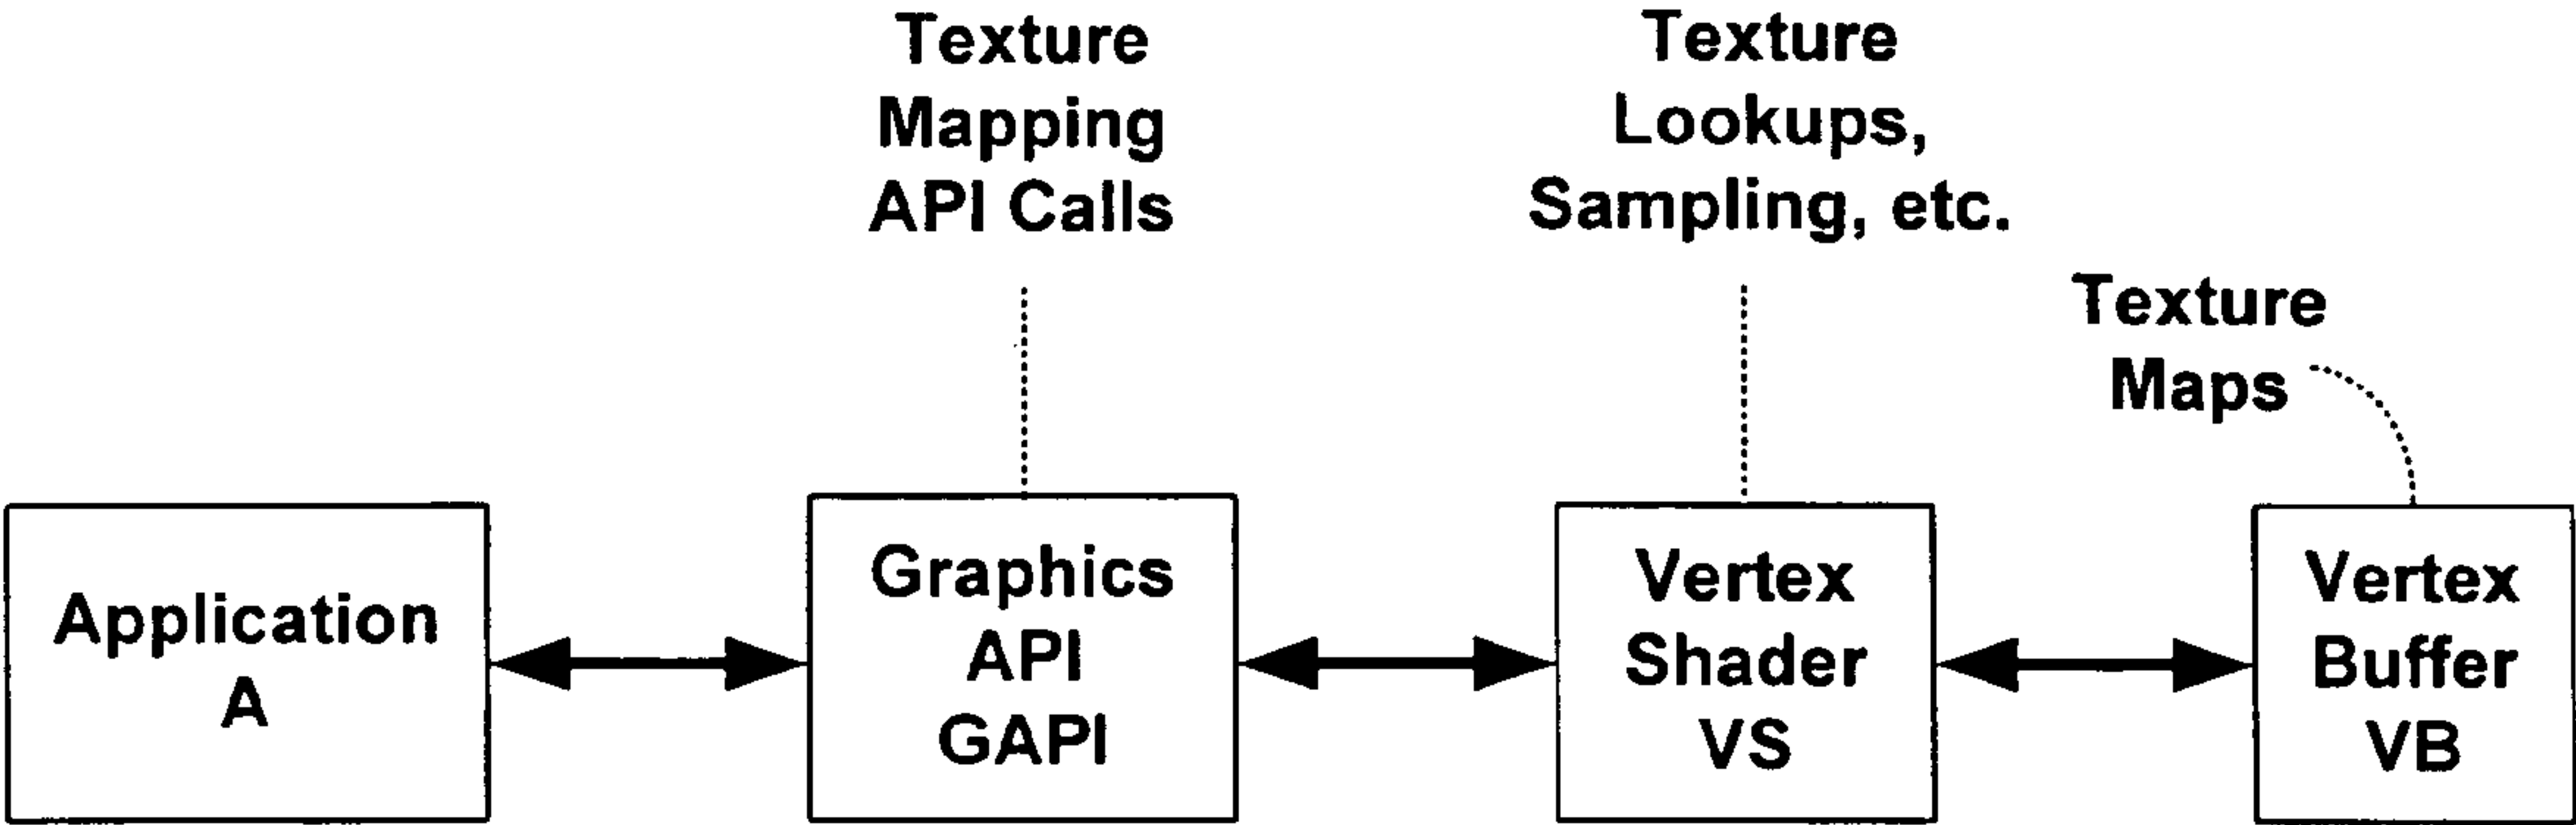 Texture
Mapping
API Calls
Texture
Lookups,
Sampling, etc.
Texture
Maps
Application
A
Graphics
API
GAPI
Vertex
Shader
VS
Vertex
Buffer
VB